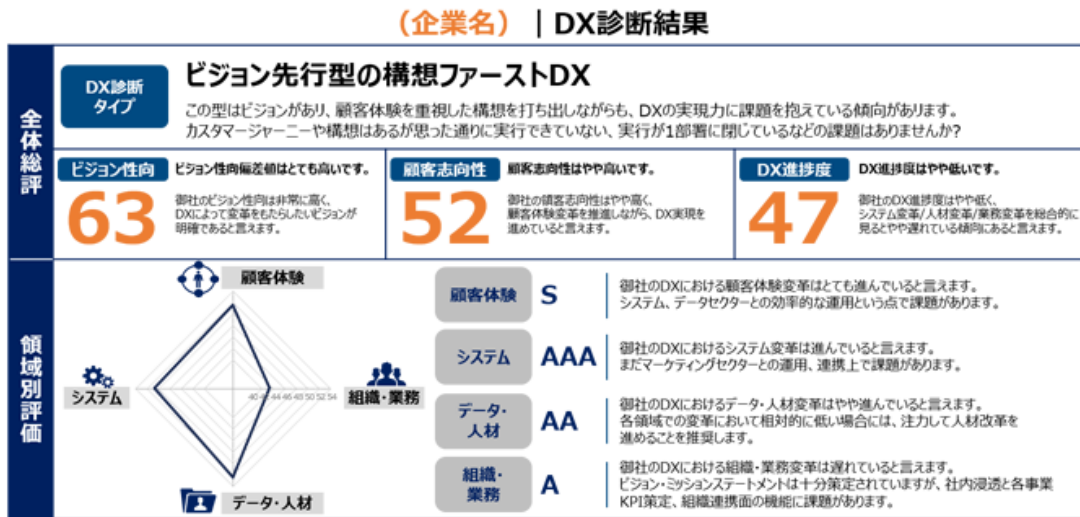 （企業名）｜DX診断結果
全体総評
DX診断
タイプ
ビジョン先行型の構想ファーストDX
この型はビジョンがあり、顧客体験を重視した構想を打ち出しながらも、DXの実現力に課題を抱えている傾向があります。
カスタマージャーニーや構想はあるが思った通りに実行できていない、実行が1部署に閉じているなどの課題はありませんか?
ビジョン性向
ビジョン性向偏差値はとても高いです。
63
御社のビジョン性向は非常に高く、
DXによって変革をもたらしたいビジョンが
明確であると言えます。
顧客志向性
顧客志向性はやや高いです。
52
御社の顧客志向性はやや高く、
顧客体験変革を推進しながら、DX実現を
進めていると言えます。
DX進捗度
DX進捗度はやや低いです。
47
御社のDX進捗度はやや低く、
システム変革/人材変革/業務変革を総合的に
見るとやや遅れている傾向にあると言えます。
領域別評価
顧客体験
システム
組織・業務
データ・人材
40 42 44 46 48 50 52 54
顧客体験
S
御社のDXにおける顧客体験変革はとても進んでいると言えます。
システム、データセクターとの効率的な運用という点で課題があります。
システム
AAA
御社のDXにおけるシステム変革は進んでいると言えます。
まだマーケティングセクターとの運用、連携上で課題があります。
データ・
人材
AA
御社のDXにおけるデータ・人材変革はやや進んでいると言えます。
各領域での変革において相対的に低い場合には、注力して人材改革を
進めることを推奨します。
組織・
業務
A
御社のDXにおける組織・業務変革は遅れていると言えます。
ビジョン・ミッションステートメントは十分策定されていますが、社内浸透と各事業
KPI策定、組織連携面の機能に課題があります。